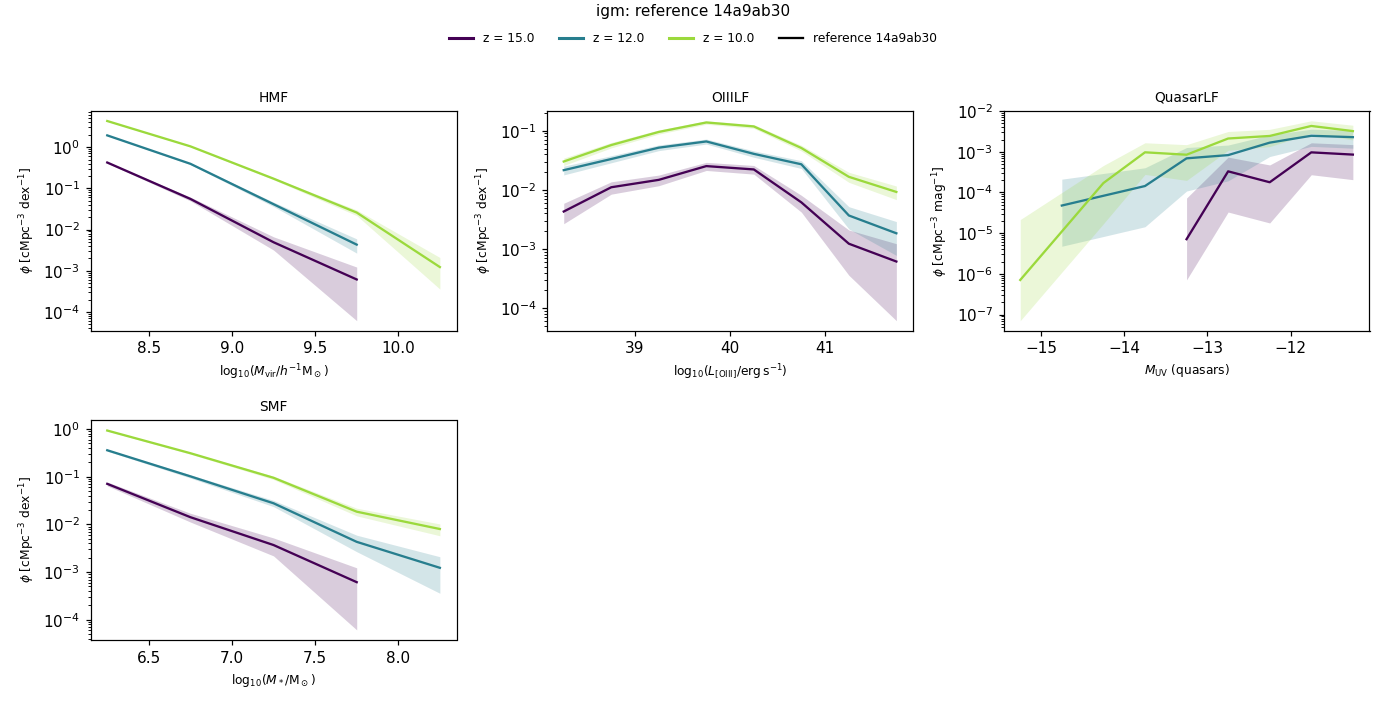 igm: reference 14a9ab30
z = 15.0 z = 12.0 z = 10.0 reference 14a9ab30
HMF
ϕ [cMpc⁻³ dex⁻¹]
10⁰
10⁻¹
10⁻²
10⁻³
10⁻⁴
8.5 9.0 9.5 10.0
log₁₀(M_vir/h⁻¹M⊙)
OIIILF
ϕ [cMpc⁻³ dex⁻¹]
10⁻¹
10⁻²
10⁻³
10⁻⁴
39 40 41
log₁₀(L_[OIII]/erg s⁻¹)
QuasarLF
ϕ [cMpc⁻³ mag⁻¹]
10⁻²
10⁻³
10⁻⁴
10⁻⁵
10⁻⁶
10⁻⁷
−15 −14 −13 −12
M_UV (quasars)
SMF
ϕ [cMpc⁻³ dex⁻¹]
10⁰
10⁻¹
10⁻²
10⁻³
10⁻⁴
6.5 7.0 7.5 8.0
log₁₀(M_*/M⊙)